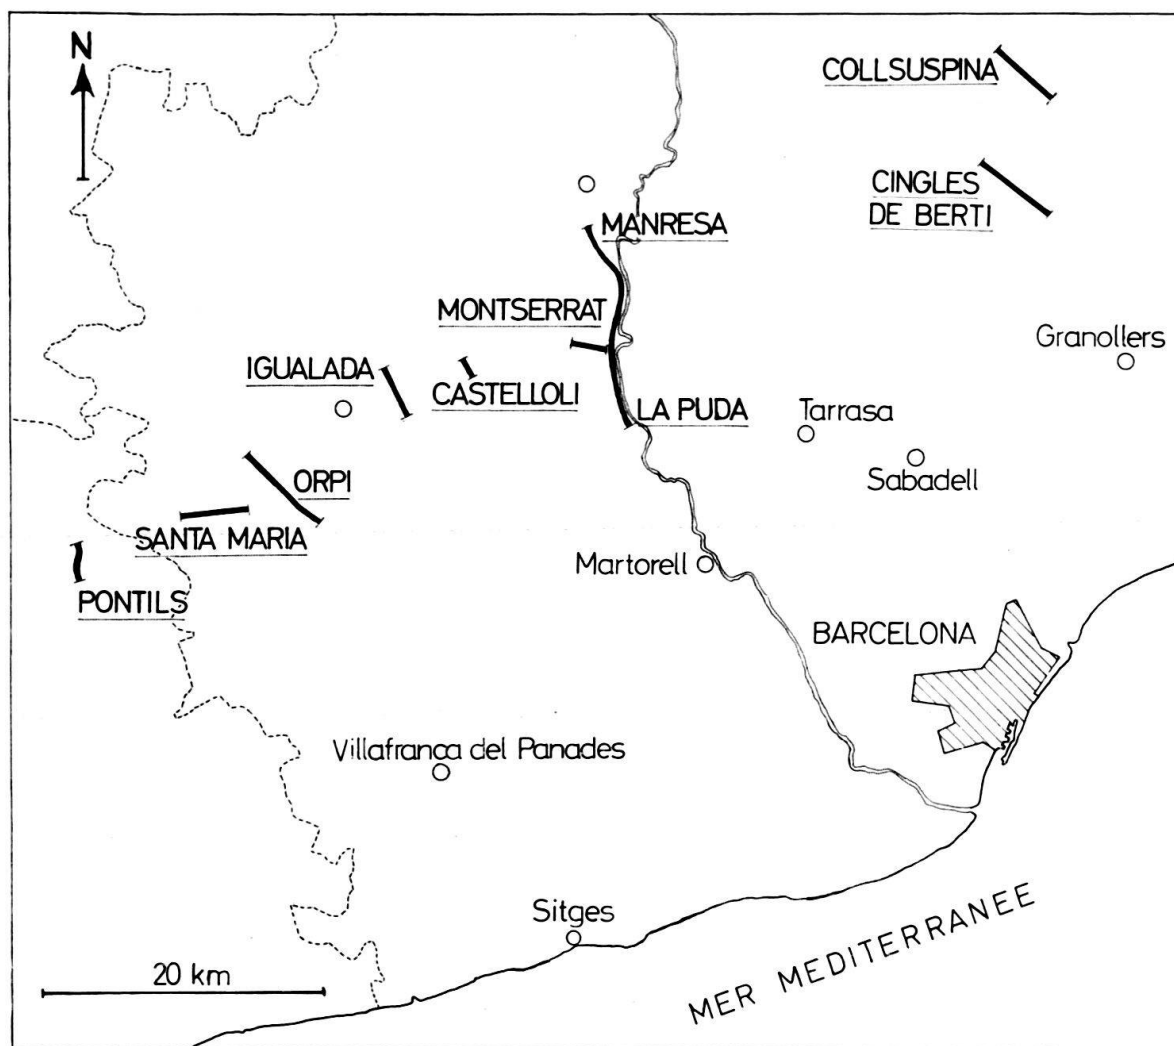 N
COLLSUSPINA
CINGLES
DE BERTI
MANRESA
MONTSERRAT
Granollers
IGUALADA
CASTELLOLI
LA PUDA
Tarrasa
Sabadell
ORPI
SANTA MARIA
Martorell
PONTILS
BARCELONA
Villafranca del Panades
Sitges
20 km
MER MEDITERRANEE